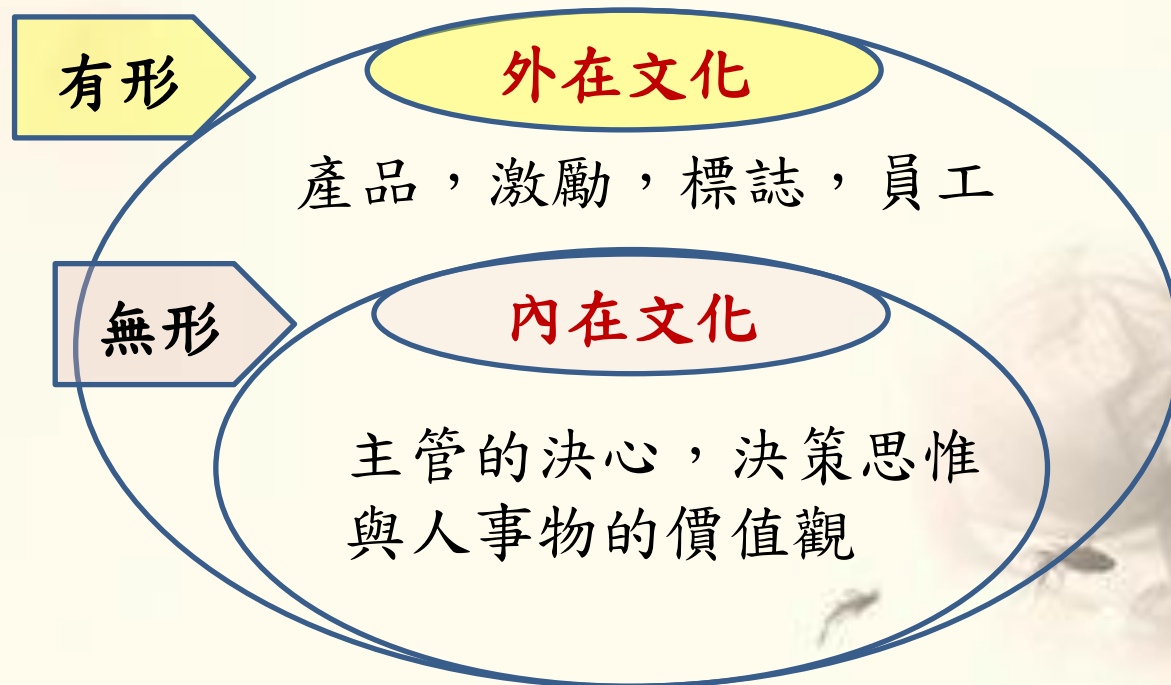 有形
外在文化
產品，激勵，標誌，員工
無形
內在文化
主管的決心，決策思惟
與人事物的價值觀